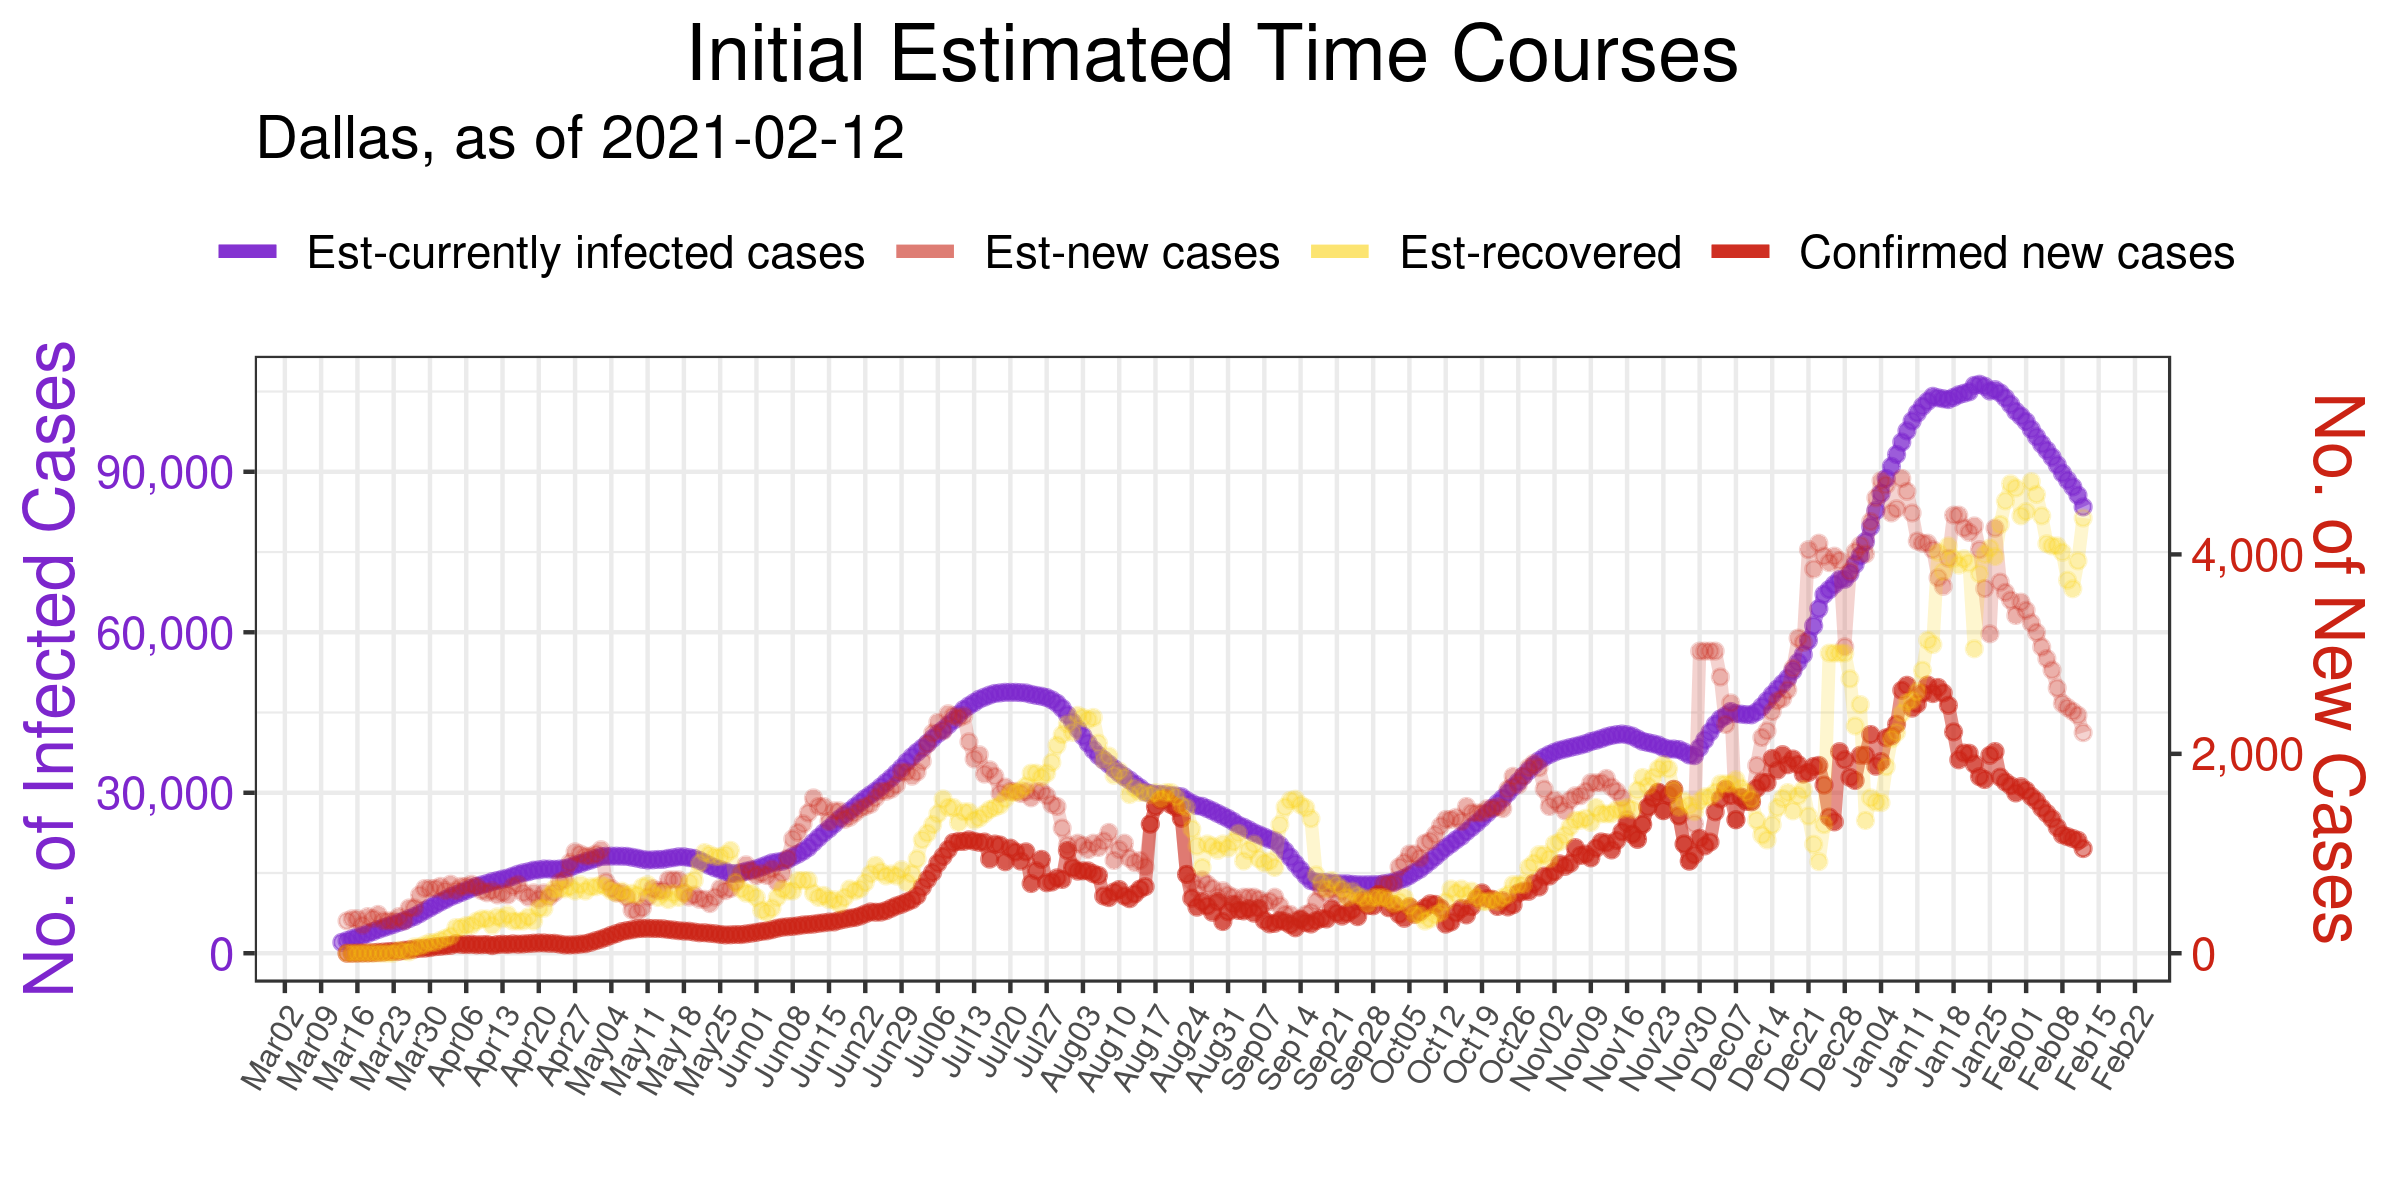 Initial Estimated Time Courses
Dallas, as of 2021-02-12
Est-currently infected cases Est-new cases Est-recovered Confirmed new cases
No. of Infected Cases
90,000
60,000
30,000
0
4,000
2,000
0
No. of New Cases
Mar02 Mar09 Mar16 Mar23 Mar30 Apr06 Apr13 Apr20 Apr27 May04 May11 May18 May25 Jun01 Jun08 Jun15 Jun22 Jun29 Jul06 Jul13 Jul20 Jul27 Aug03 Aug10 Aug17 Aug24 Aug31 Sep07 Sep14 Sep21 Sep28 Oct05 Oct12 Oct19 Oct26 Nov02 Nov09 Nov16 Nov23 Nov30 Dec07 Dec14 Dec21 Dec28 Jan04 Jan11 Jan18 Jan25 Feb01 Feb08 Feb15 Feb22